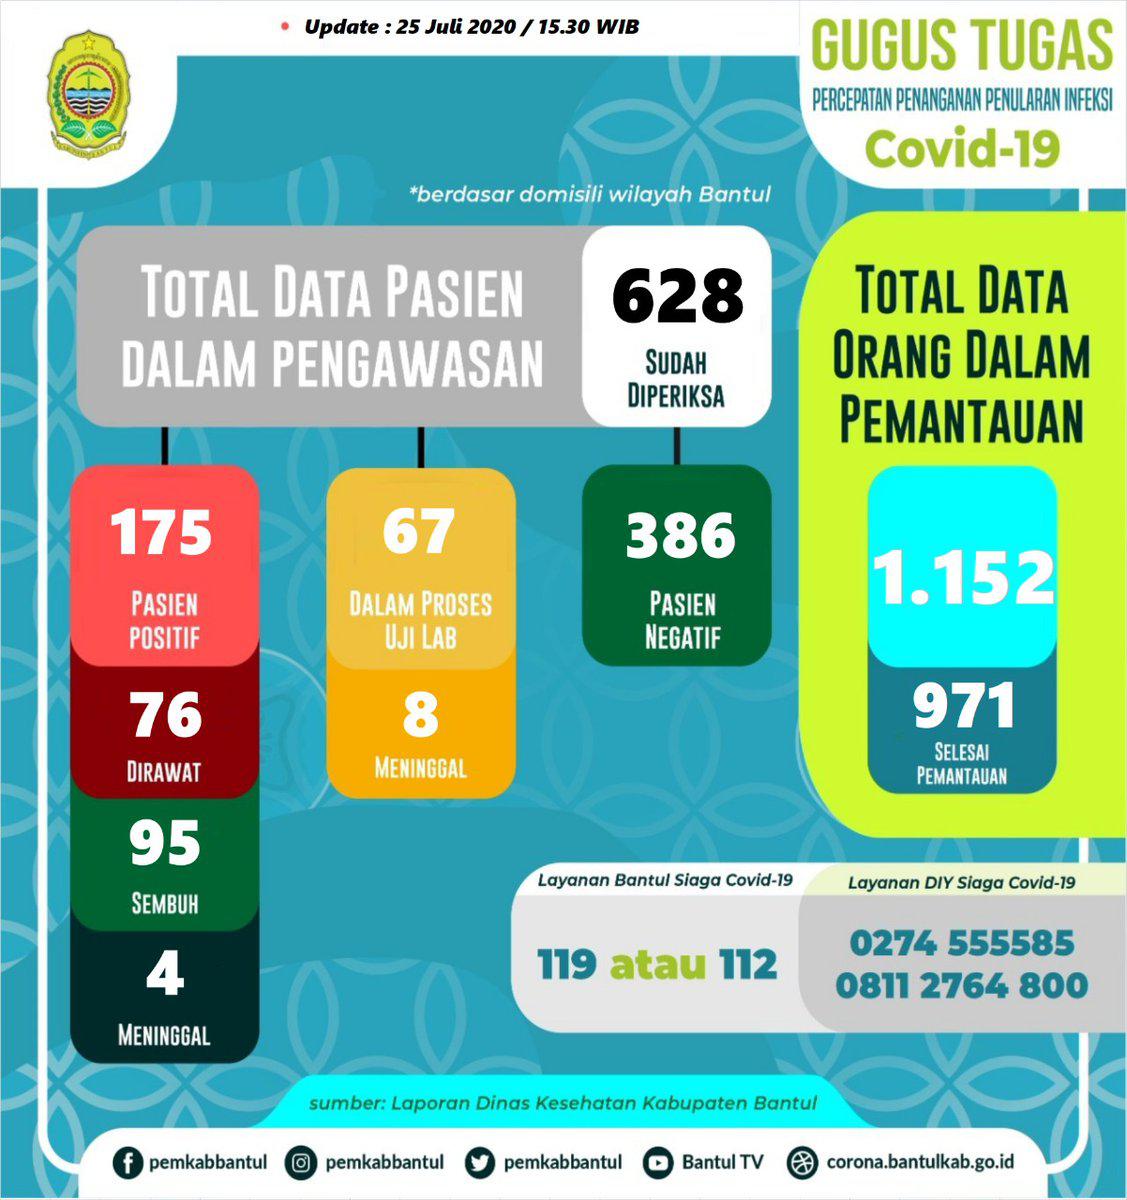 • Update : 25 Juli 2020 / 15.30 WIB
GUGUS TUGAS
PERCEPATAN PENANGANAN PENULARAN INFEKSI
Covid-19
*berdasar domisili wilayah Bantul
TOTAL DATA PASIEN
DALAM PENGAWASAN
628
SUDAH
DIPERIKSA
175
PASIEN
POSITIF
76
DIRAWAT
95
SEMBUH
4
MENINGGAL
67
DALAM PROSES
UJI LAB
8
MENINGGAL
386
PASIEN
NEGATIF
TOTAL DATA
ORANG DALAM
PEMANTAUAN
1.152
971
SELESAI
PEMANTAUAN
Layanan Bantul Siaga Covid-19
119 atau 112
Layanan DIY Siaga Covid-19
0274 555585
0811 2764 800
sumber: Laporan Dinas Kesehatan Kabupaten Bantul
pemkabbantul pemkabbantul pemkabbantul Bantul TV corona.bantulkab.go.id